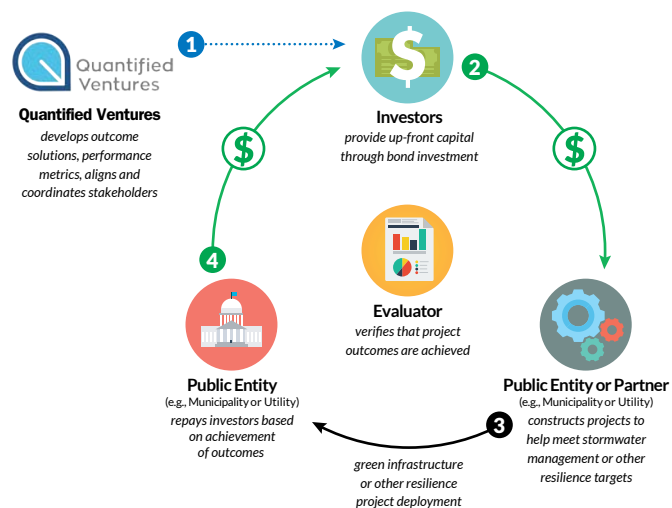 Quantified
Ventures
1
Quantified Ventures
develops outcome
solutions, performance
metrics, aligns and
coordinates stakeholders
$
Investors
provide up-front capital
through bond investment
2
$
$
4
Evaluator
verifies that project
outcomes are achieved
Public Entity
(e.g., Municipality or Utility)
repays investors based
on achievement
of outcomes
Public Entity or Partner
(e.g., Municipality or Utility)
constructs projects to
help meet stormwater
management or other
resilience targets
3
green infrastructure
or other resilience
project deployment